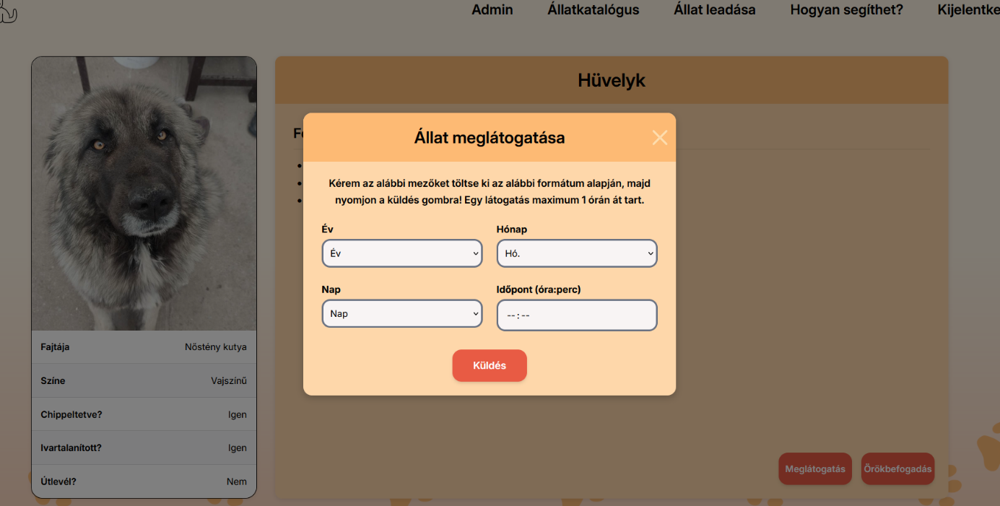 Admin
Állatkatalógus
Állat leadása
Hogyan segíthet?
Kijelentke
Hüvelyk
Állat meglátogatása
Kérem az alábbi mezőket töltse ki az alábbi formátum alapján, majd
nyomjon a küldés gombra! Egy látogatás maximum 1 órán át tart.
Év
Hónap
Év
Hó.
Nap
Időpont (óra:perc)
Nap
--:--
Küldés
Fajtája
Nőstény kutya
Színe
Vajszínű
Chippeltetve?
Igen
Ivartalanított?
Igen
Útlevél?
Nem
Meglátogatás
Örökbefogadás